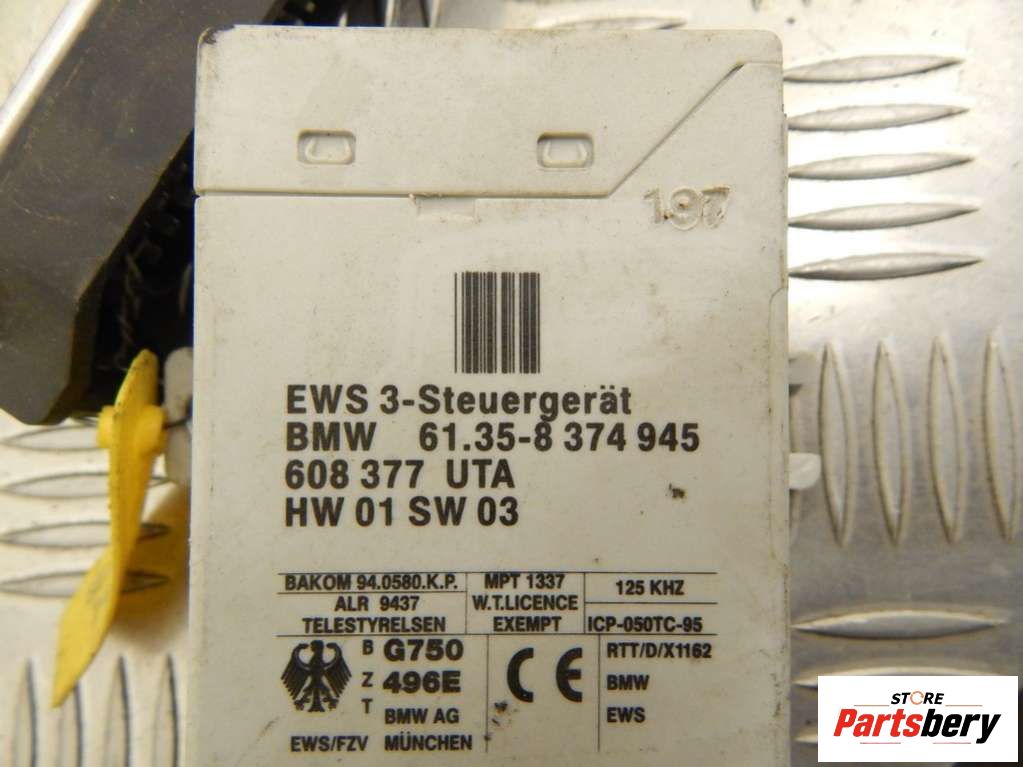 197
EWS 3-Steuergerät
BMW 61.35-8 374 945
608 377 UTA
HW 01 SW 03
BAKOM 94.0580.K.P. MPT 1337 125 KHZ
ALR 9437 W.T.LICENCE
TELESTYRELSEN EXEMPT ICP-050TC-95
B G750 CE RTT/D/X1162
Z 496E BMW
T BMW AG EWS
EWS/FZV MÜNCHEN
STORE
Partsbery